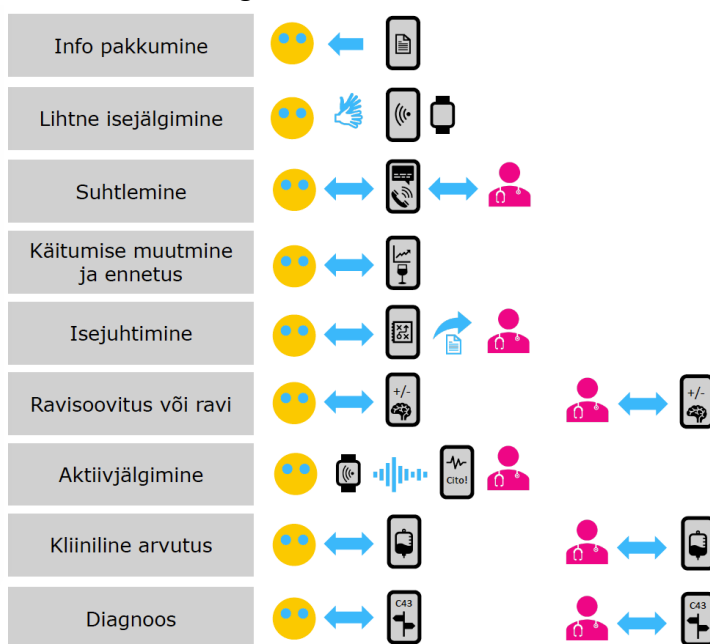 Info pakkumine
Lihtne isejälgimine
Suhtlemine
Käitumise muutmine
ja ennetus
Isejuhtimine
Ravisoovitus või ravi
+/-
+/-
Aktiivjälgimine
Cito!
Kliiniline arvutus
Diagnoos
C43
C43